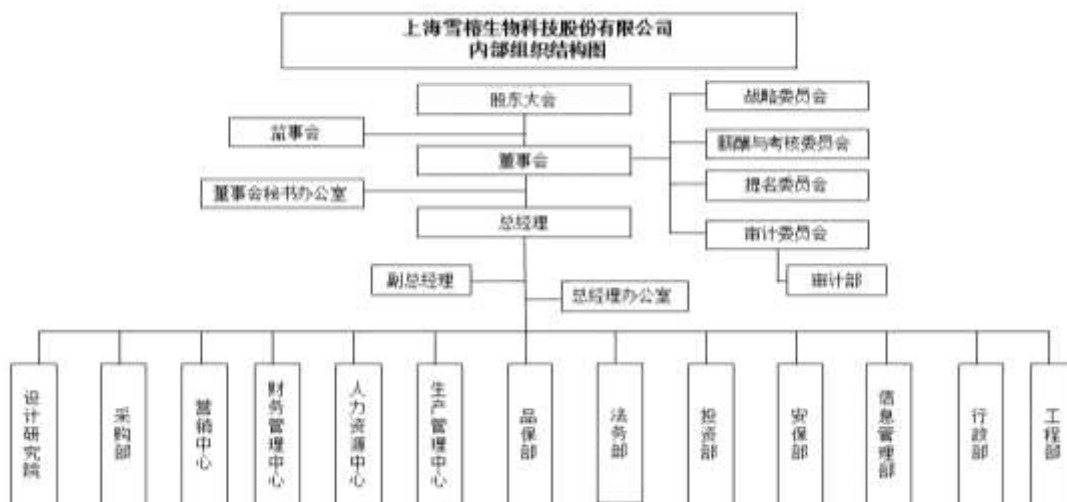 上海雪榕生物科技股份有限公司
内部组织结构图
股东大会
战略委员会
监事会
薪酬与考核委员会
董事会
提名委员会
董事会秘书办公室
总经理
审计委员会
副总经理
审计部
总经理办公室
设计研究院
采购部
营销中心
财务管理中心
人力资源中心
生产管理中心
品保部
法务部
投资部
安保部
信息管理部
行政部
工程部